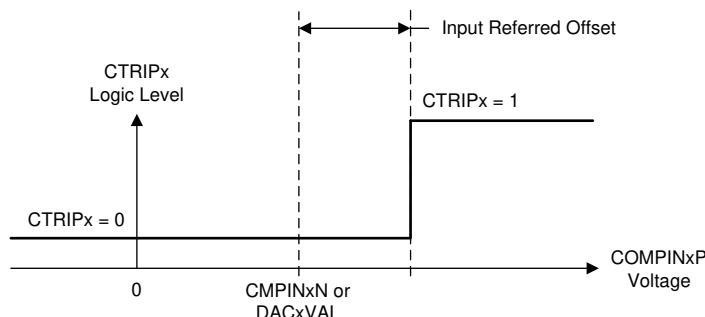 Input Referred Offset
CTRIPx
Logic Level
CTRIPx = 1
CTRIPx = 0
COMPINxP
Voltage
0
CMPINxN or
DACxVAL